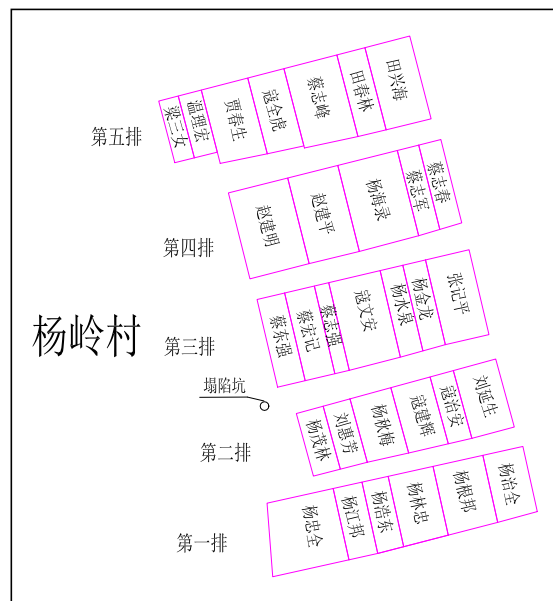 田兴海
田春林
蔡志峰
寇全虎
贾春生
温理宏
梁三女
第五排
蔡志春
蔡志军
杨海录
赵建平
赵建明
第四排
张记平
杨金龙
杨水泉
寇文安
蔡志强
蔡宏记
蔡东强
第三排
杨岭村
塌陷坑
刘延生
寇治安
寇建辉
杨秋梅
刘惠芳
杨茂林
第二排
杨治全
杨根邦
杨林忠
杨浩东
杨江邦
杨忠全
第一排